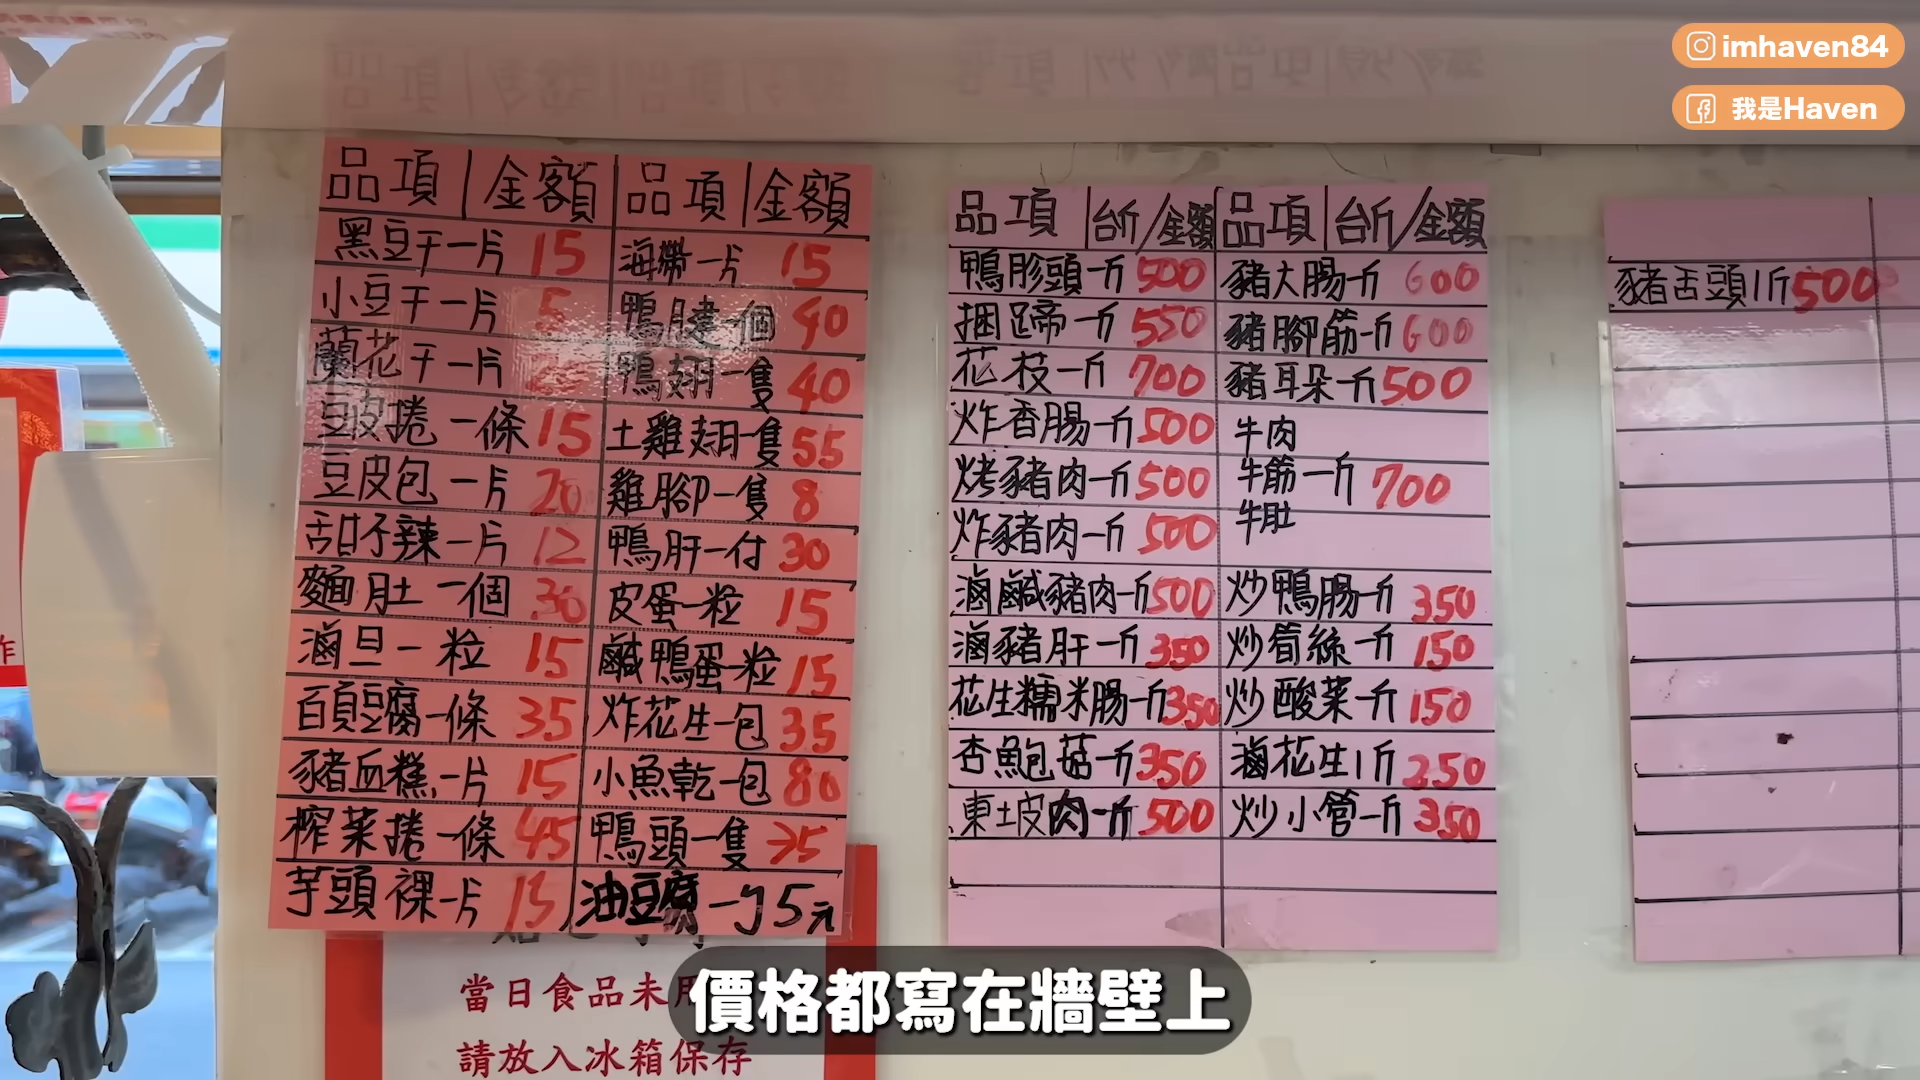 imhaven84
我是Haven
品項 金額 品項 金額
黑豆干一片 15 海帶一片 15
小豆干一片 5 鴨腱一個 40
蘭花干一片 鴨翅一隻 40
豆皮捲一條 15 土雞翅一隻 55
豆皮包一片 20 雞腳一隻 8
甜不辣一片 12 鴨肝一付 30
麵肚一個 30 皮蛋一粒 15
滷旦一粒 15 鹹鴨蛋一粒 15
百頁豆腐一條 35 炸花生一包 35
豬血糕一片 15 小魚乾一包 80
榨菜捲一條 45 鴨頭一隻 75
芋頭粿一片 15 油豆腐 5元
品項 台斤/金額 品項 台斤/金額
鴨胗頭一斤 500 豬大腸一斤 600
捆蹄一斤 550 豬腳筋一斤 600
花枝一斤 700 豬耳朵一斤 500
炸香腸一斤 500 牛肉
烤豬肉一斤 500 牛筋一斤 700
炸豬肉一斤 500 牛肚
滷鹹豬肉一斤 500 炒鴨腸一斤 350
滷豬肝一斤 350 炒筍絲一斤 150
花生糯米腸一斤 350 炒酸菜一斤 150
杏鮑菇一斤 350 滷花生1斤 250
東坡肉一斤 500 炒小管一斤 350
豬舌頭1斤 500
當日食品未
請放入冰箱保存
價格都寫在牆壁上